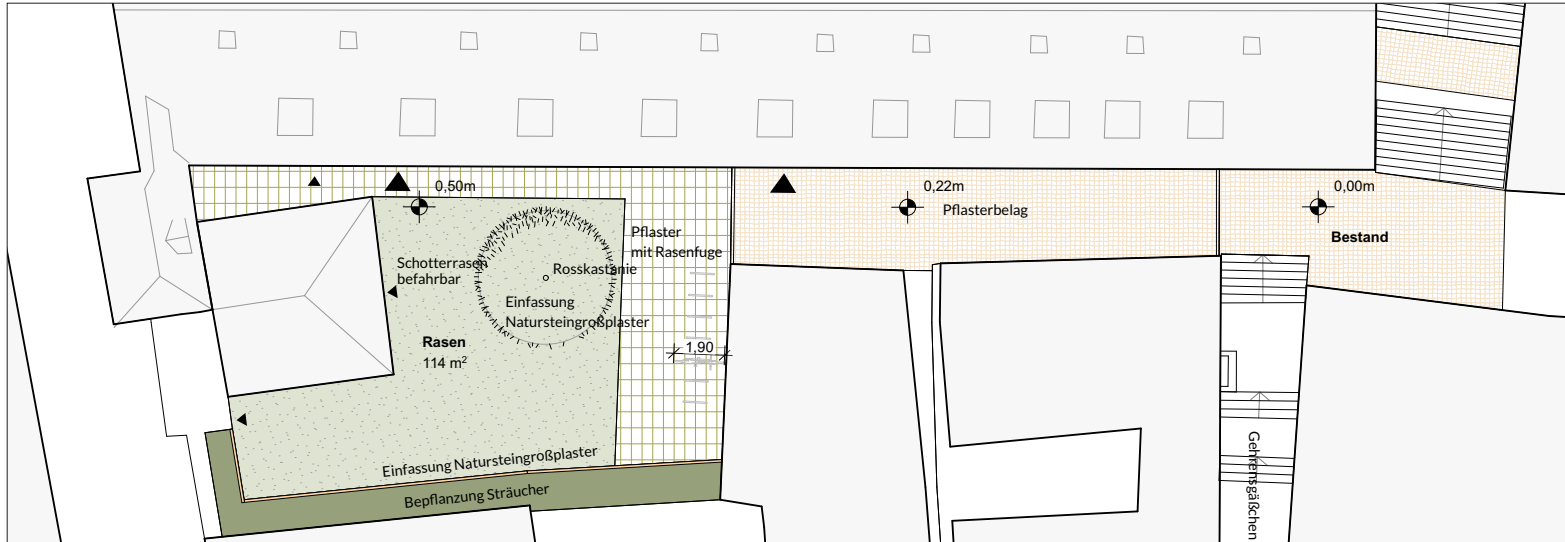 0,50m
0,22m
0,00m
Pflasterbelag
Bestand
Pflaster
mit Rasenfuge
Schotterrasen
befahrbar
Rosskastanie
Einfassung
Natursteingroßplaster
Rasen
114 m²
1,90
Einfassung Natursteingroßplaster
Bepflanzung Sträucher
Gehrensgäßchen